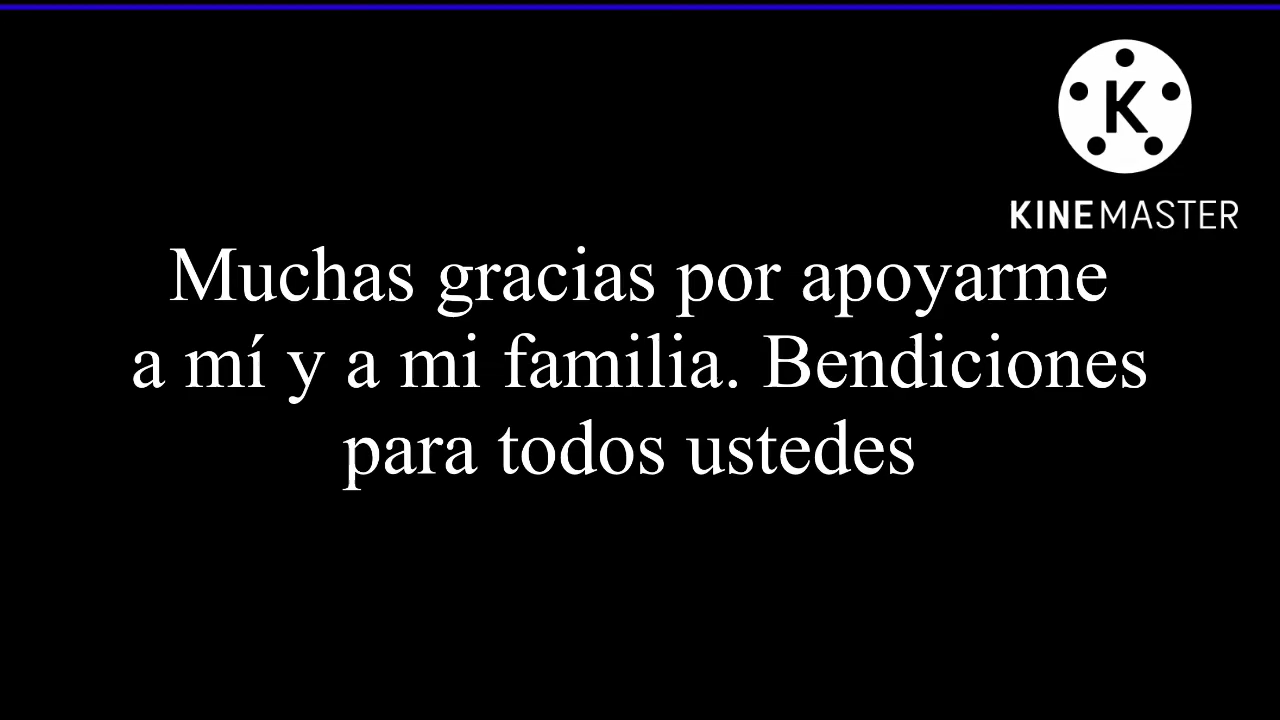 K
KINEMASTER
Muchas gracias por apoyarme
a mí y a mi familia. Bendiciones
para todos ustedes